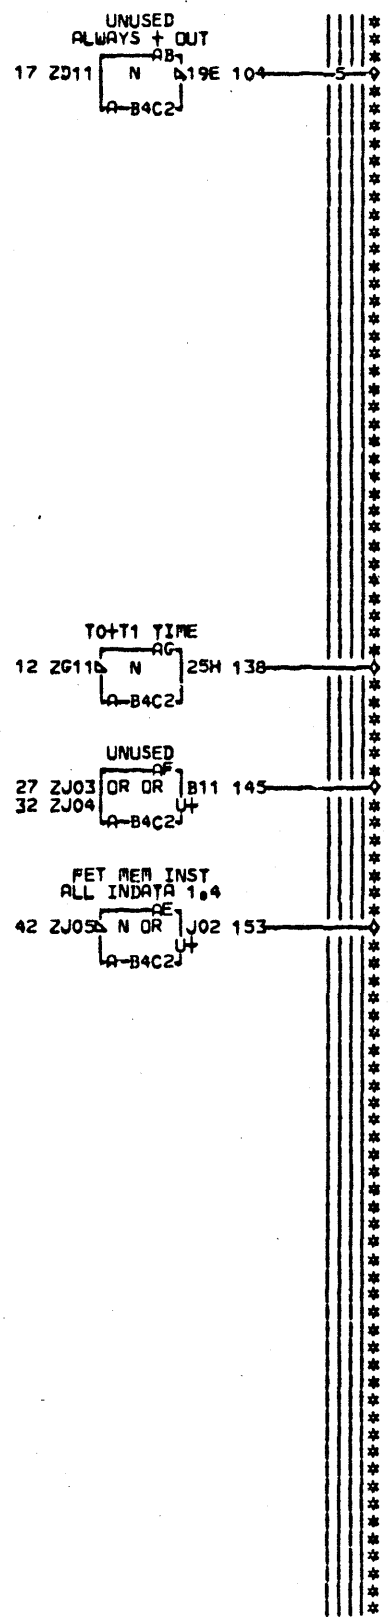 UNUSED
ALWAYS + OUT
AB
17 ZD11 N 19E 104 S
A B4C2
T0+T1 TIME
AG
12 ZG11 N 25H 138
A B4C2
UNUSED
AF
27 ZJ03 OR OR B11 145
32 ZJ04 U+
A B4C2
FET MEM INST
ALL INDATA 1,4
AE
42 ZJ05 N OR J02 153
U+
A B4C2